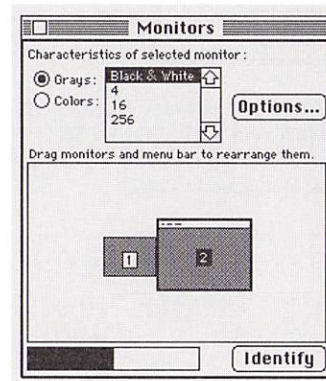 Monitors
Characteristics of selected monitor:
Grays:
Colors:
Black & White
4
16
256
Options...
Drag monitors and menu bar to rearrange them.
1
2
Identify